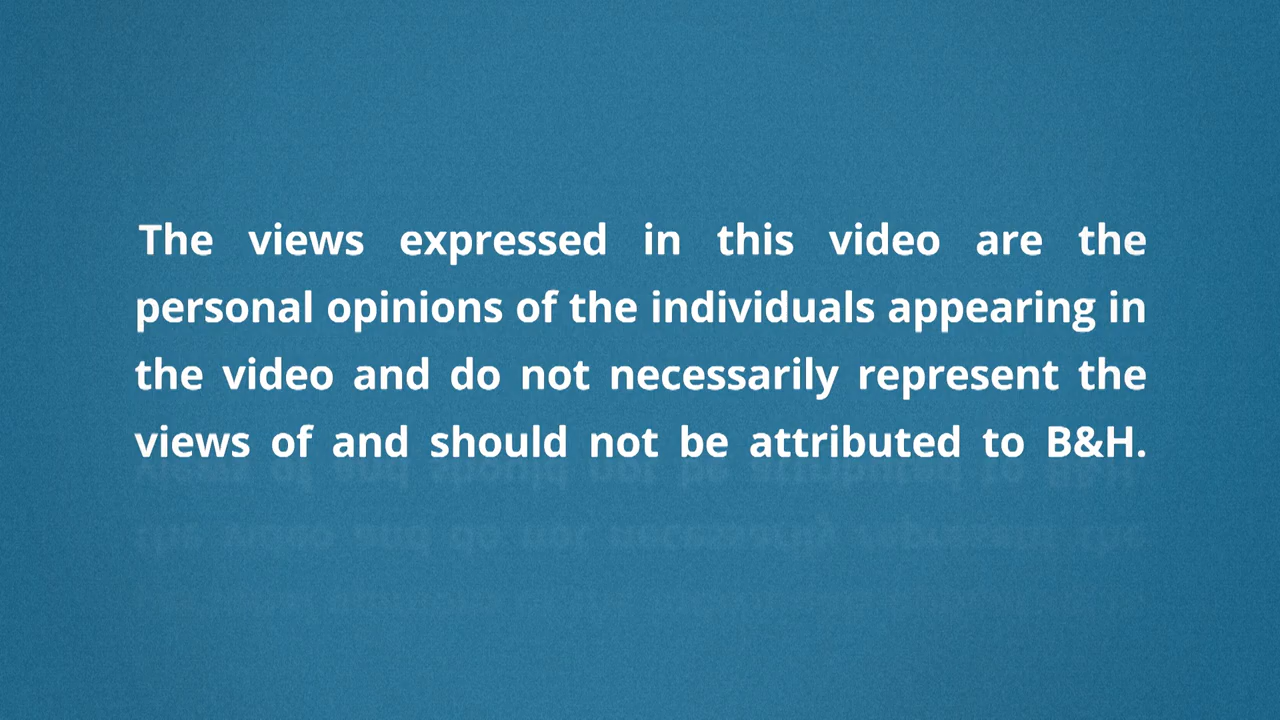 The views expressed in this video are the
personal opinions of the individuals appearing in
the video and do not necessarily represent the
views of and should not be attributed to B&H.